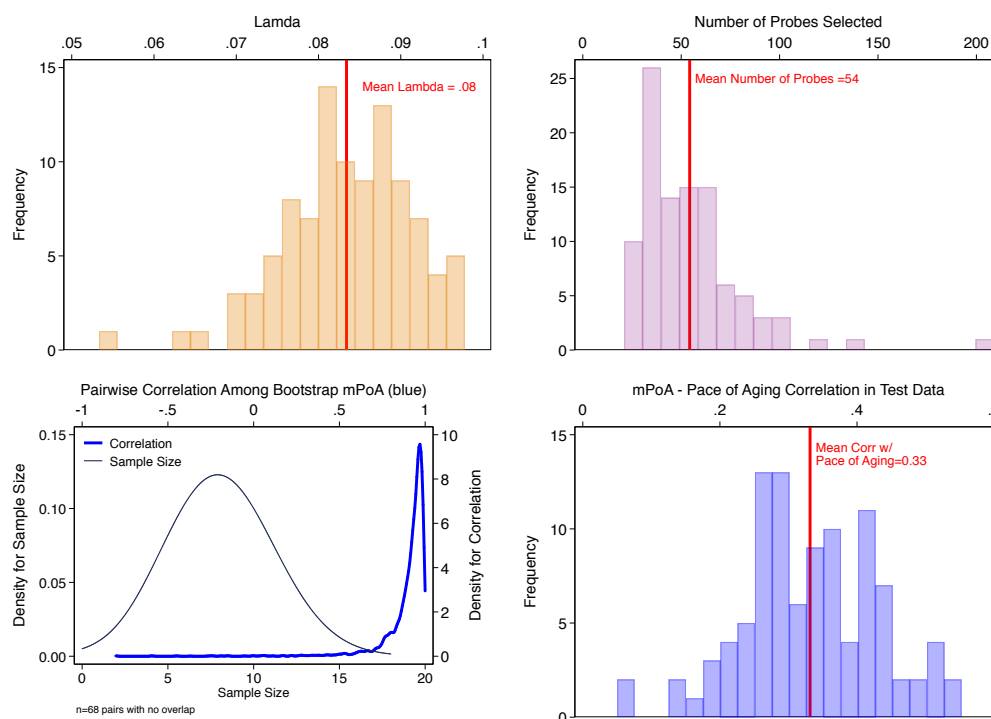 Lamda
.05 .06 .07 .08 .09 .1
Mean Lambda = .08
15
10
5
0
Frequency
Number of Probes Selected
0 50 100 150 200
Mean Number of Probes =54
25
20
15
10
5
0
Frequency
Pairwise Correlation Among Bootstrap mPoA (blue)
-1 -.5 0 .5 1
Correlation
Sample Size
0.15
0.10
0.05
0.00
Density for Sample Size
10
8
6
4
2
0
Density for Correlation
0 5 10 15 20
Sample Size
n=68 pairs with no overlap
mPoA - Pace of Aging Correlation in Test Data
0 .2 .4 .
Mean Corr w/
Pace of Aging=0.33
15
10
5
0
Frequency